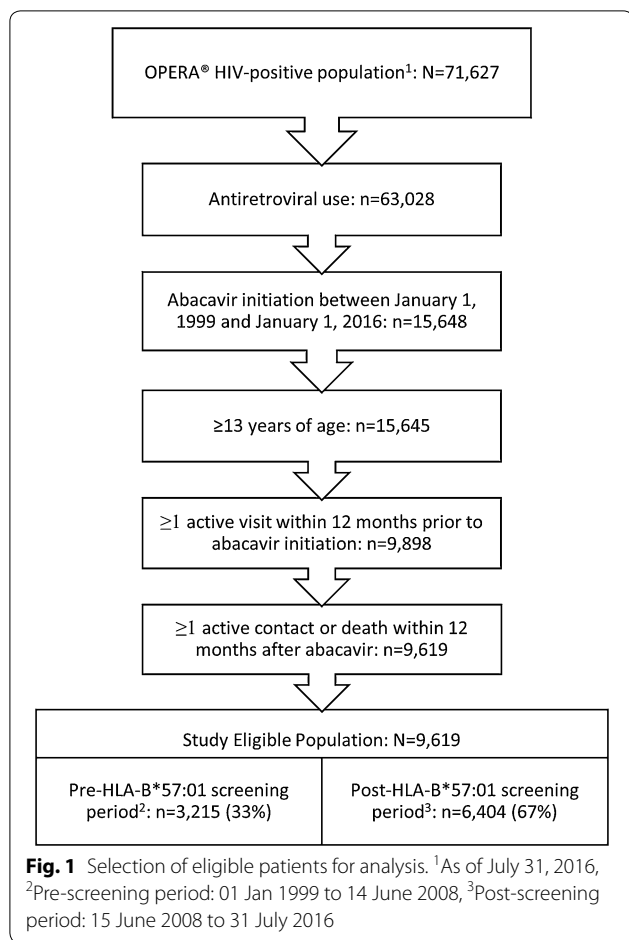 OPERA® HIV-positive population¹: N=71,627
Antiretroviral use: n=63,028
Abacavir initiation between January 1,
1999 and January 1, 2016: n=15,648
≥13 years of age: n=15,645
≥1 active visit within 12 months prior to
abacavir initiation: n=9,898
≥1 active contact or death within 12
months after abacavir: n=9,619
Study Eligible Population: N=9,619
Pre-HLA-B*57:01 screening
period²: n=3,215 (33%)
Post-HLA-B*57:01 screening
period³: n=6,404 (67%)
Fig. 1 Selection of eligible patients for analysis. ¹As of July 31, 2016,
²Pre-screening period: 01 Jan 1999 to 14 June 2008, ³Post-screening
period: 15 June 2008 to 31 July 2016